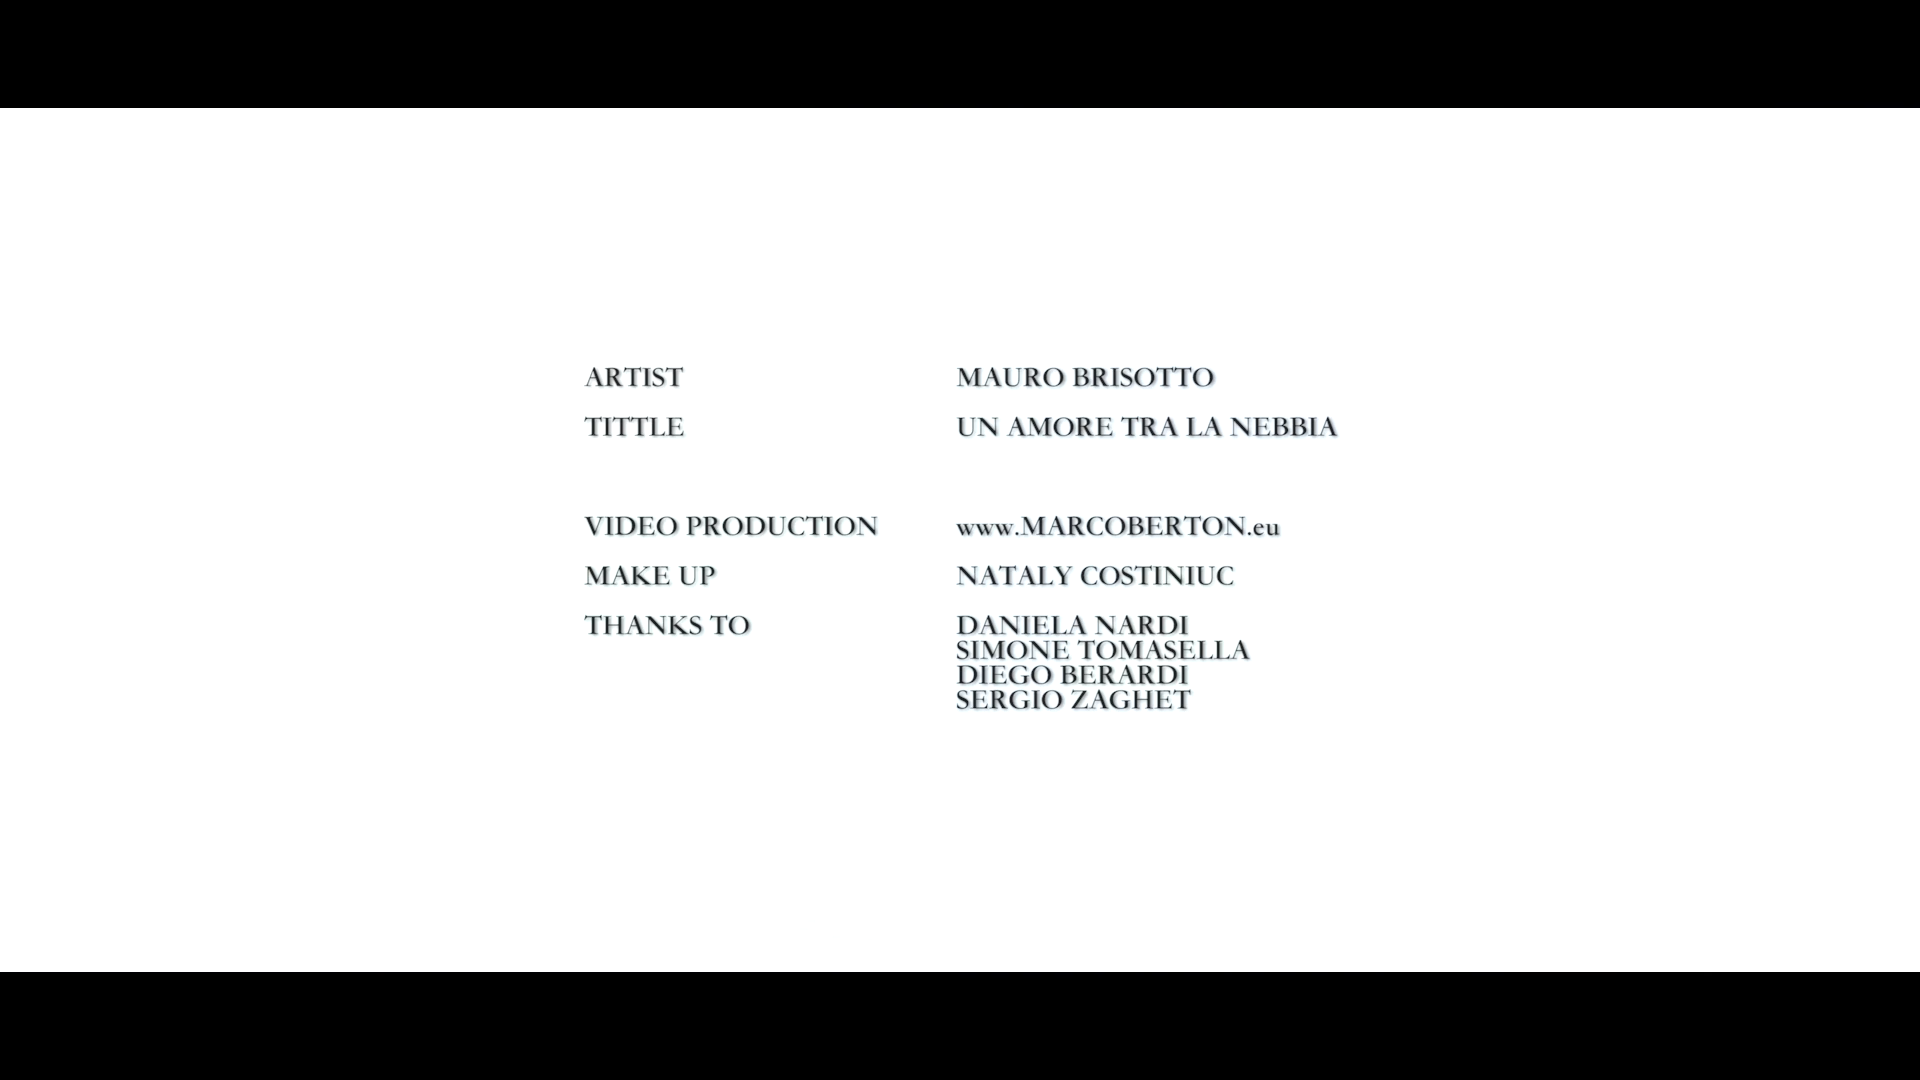 ARTIST MAURO BRISOTTO
TITTLE UN AMORE TRA LA NEBBIA
VIDEO PRODUCTION www.MARCOBERTON.eu
MAKE UP NATALY COSTINIUC
THANKS TO DANIELA NARDI
SIMONE TOMASELLA
DIEGO BERARDI
SERGIO ZAGHET